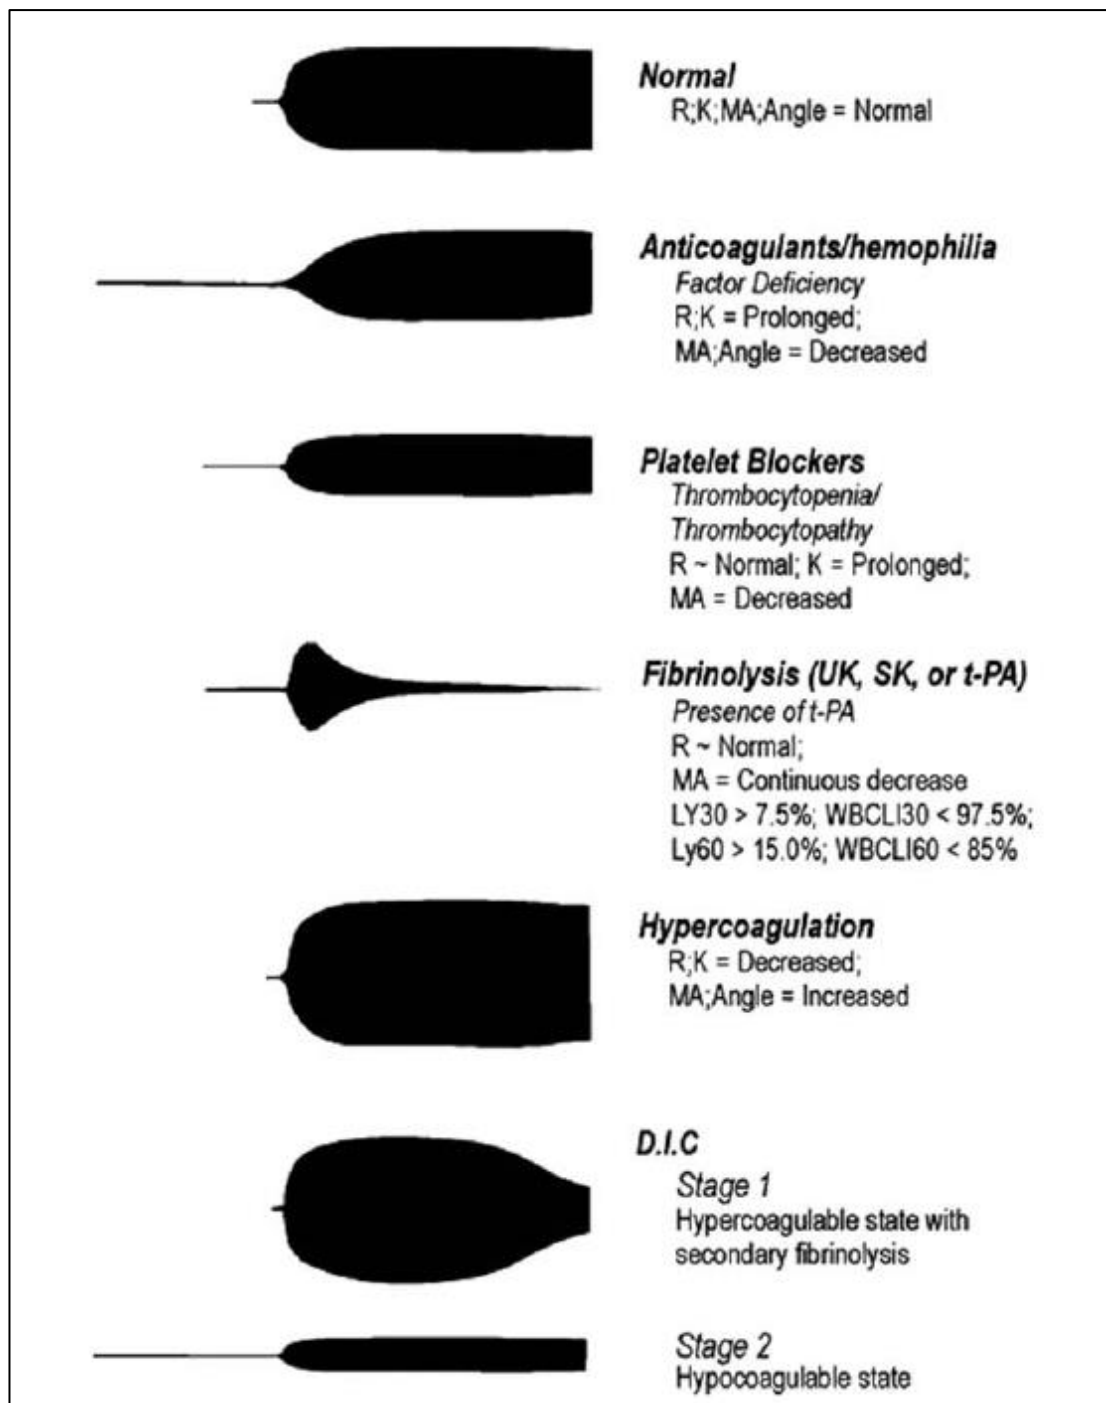 Normal
R;K;MA;Angle = Normal
Anticoagulants/hemophilia
Factor Deficiency
R;K = Prolonged;
MA;Angle = Decreased
Platelet Blockers
Thrombocytopenia/
Thrombocytopathy
R ~ Normal; K = Prolonged;
MA = Decreased
Fibrinolysis (UK, SK, or t-PA)
Presence of t-PA
R ~ Normal;
MA = Continuous decrease
LY30 > 7.5%; WBCLI30 < 97.5%;
Ly60 > 15.0%; WBCLI60 < 85%
Hypercoagulation
R;K = Decreased;
MA;Angle = Increased
D.I.C
Stage 1
Hypercoagulable state with
secondary fibrinolysis
Stage 2
Hypocoagulable state